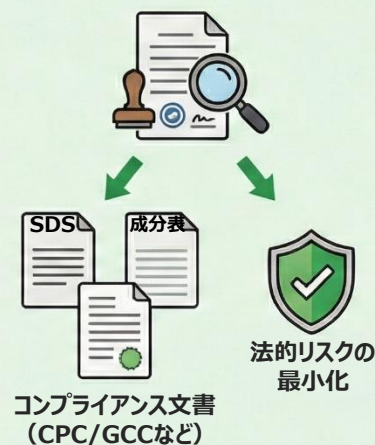 SDS
成分表
法的リスクの
最小化
コンプライアンス文書
（CPC/GCCなど）